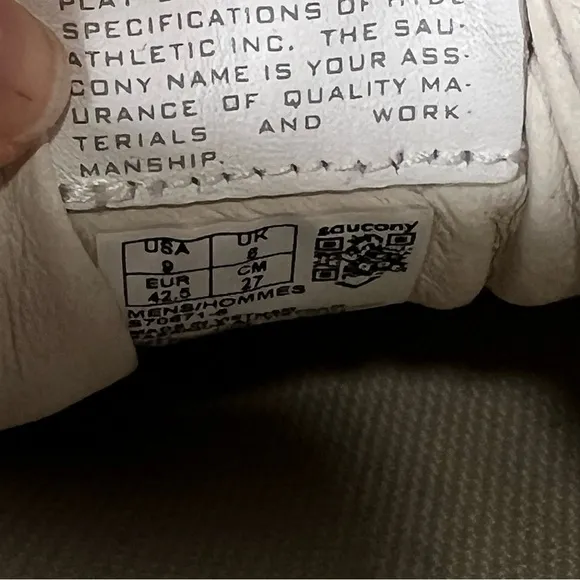 SPECIFICATIONS OF HYDE
ATHLETIC INC. THE SAU-
CONY NAME IS YOUR ASS-
URANCE OF QUALITY MA-
TERIALS AND WORK-
MANSHIP.
saucony
USA UK
9 8
EUR CM
42.5 27
MENS/HOMMES